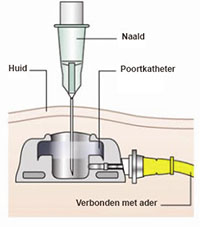 Naald
Huid
Poortkatheter
Verbonden met ader